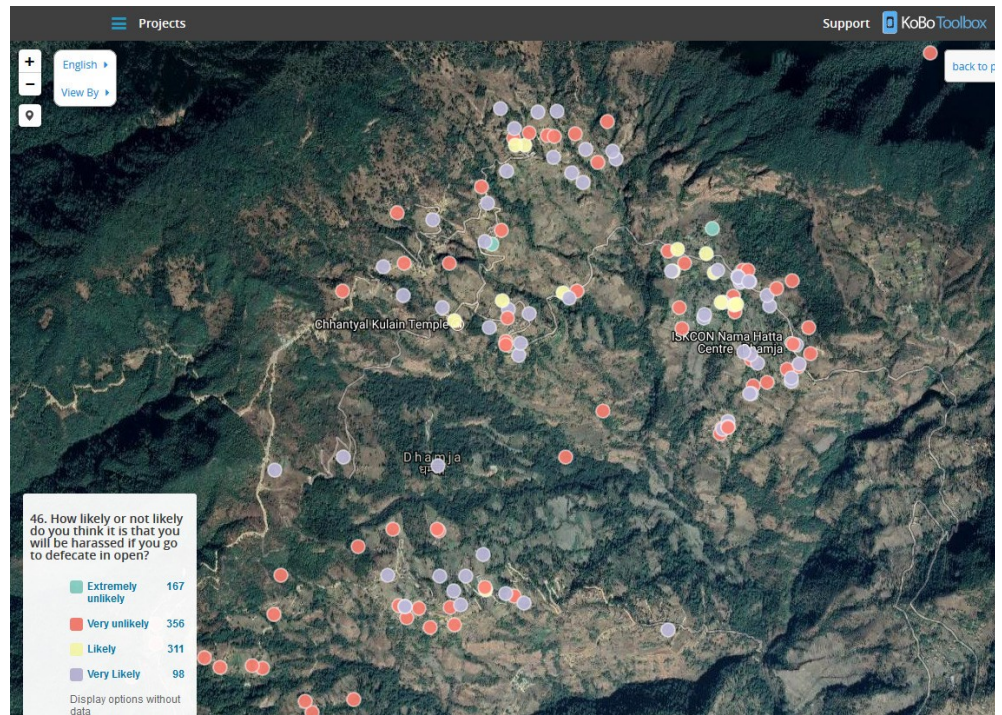 Projects
Support KoBoToolbox
+
−
English
View By
back to p
Chhantyal Kulain Temple
ISKCON Nama Hatta
Centre, Dhamja
Dhamja
46. How likely or not likely
do you think it is that you
will be harassed if you go
to defecate in open?
Extremely
unlikely 167
Very unlikely 356
Likely 311
Very Likely 98
Display options without
data